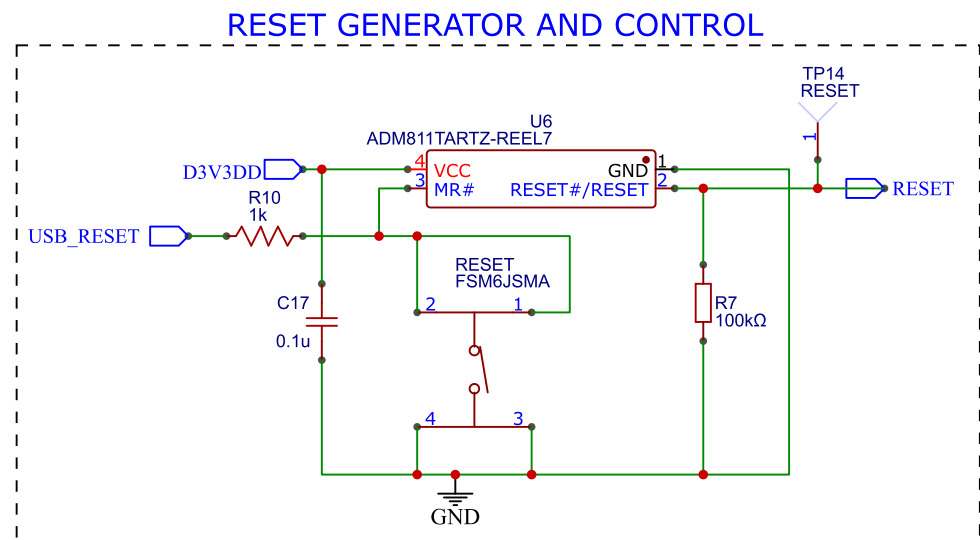 RESET GENERATOR AND CONTROL
TP14
RESET
1
U6
ADM811TARTZ-REEL7
D3V3DD
4
VCC
GND
1
3
MR#
RESET#/RESET
2
RESET
R10
1k
USB_RESET
RESET
FSM6JSMA
2
1
C17
0.1u
R7
100kΩ
4
3
GND